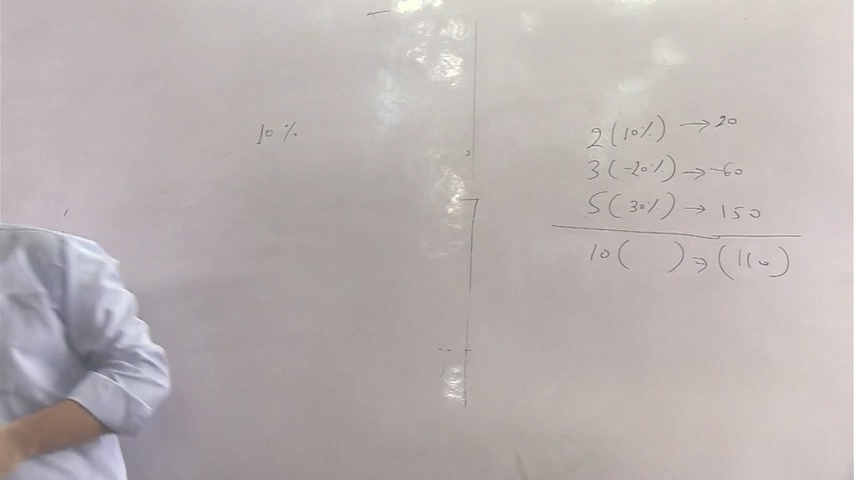 10%
2(10%) → 20
3(-20%) → -60
5(30%) → 150
10( ) → (110)